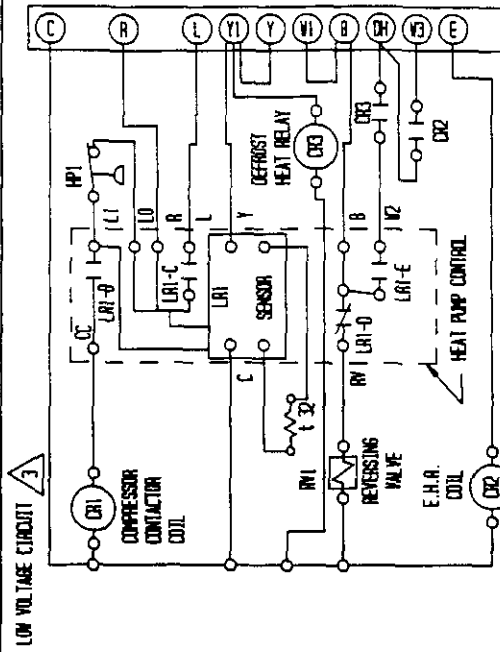 C
R
L
Y1
Y
W1
B
DH
W3
E
HP1
DEFROST
HEAT RELAY
CR3
CR3
CR2
L1
LO
R
L
Y
B
W2
CC
LR1-D
LR1-C
LR1
SENSOR
LR1-D
LR1-E
C
RV
HEAT PUMP CONTROL
t 32
RV1
REVERSING
VALVE
E.H.R.
COIL
CR1
COMPRESSOR
CONTACTOR
COIL
CR2
LOW VOLTAGE CIRCUIT
3